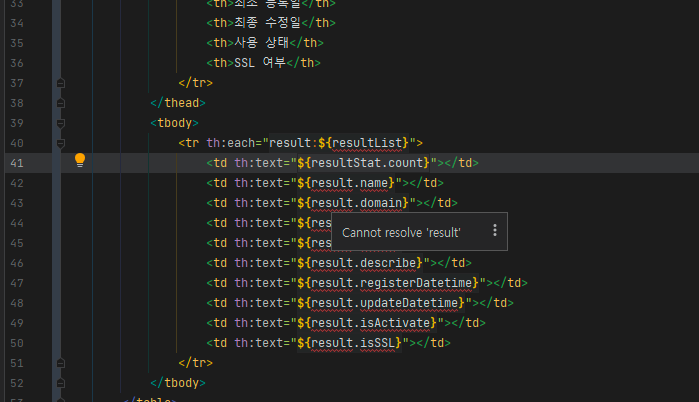 33 <th>최소 등록일</th>
34 <th>최종 수정일</th>
35 <th>사용 상태</th>
36 <th>SSL 여부</th>
37 </tr>
38 </thead>
39 <tbody>
40 <tr th:each="result:${resultList}">
41 <td th:text="${resultStat.count}"></td>
42 <td th:text="${result.name}"></td>
43 <td th:text="${result.domain}"></td>
44 <td th:text="${res
Cannot resolve 'result'
45 <td th:text="${res
46 <td th:text="${result.describe}"></td>
47 <td th:text="${result.registerDatetime}"></td>
48 <td th:text="${result.updateDatetime}"></td>
49 <td th:text="${result.isActivate}"></td>
50 <td th:text="${result.isSSL}"></td>
51 </tr>
52 </tbody>
53 </table>